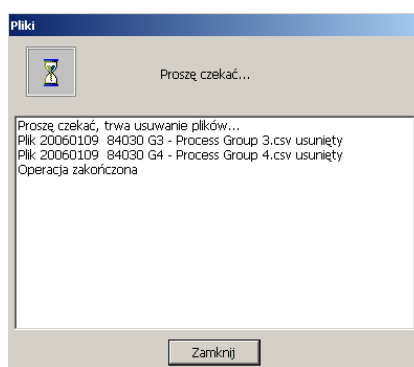 Pliki
Proszę czekać...
Proszę czekać, trwa usuwanie plików...
Plik 20060109  84030 G3 - Process Group 3.csv usunięty
Plik 20060109  84030 G4 - Process Group 4.csv usunięty
Operacja zakończona
Zamknij